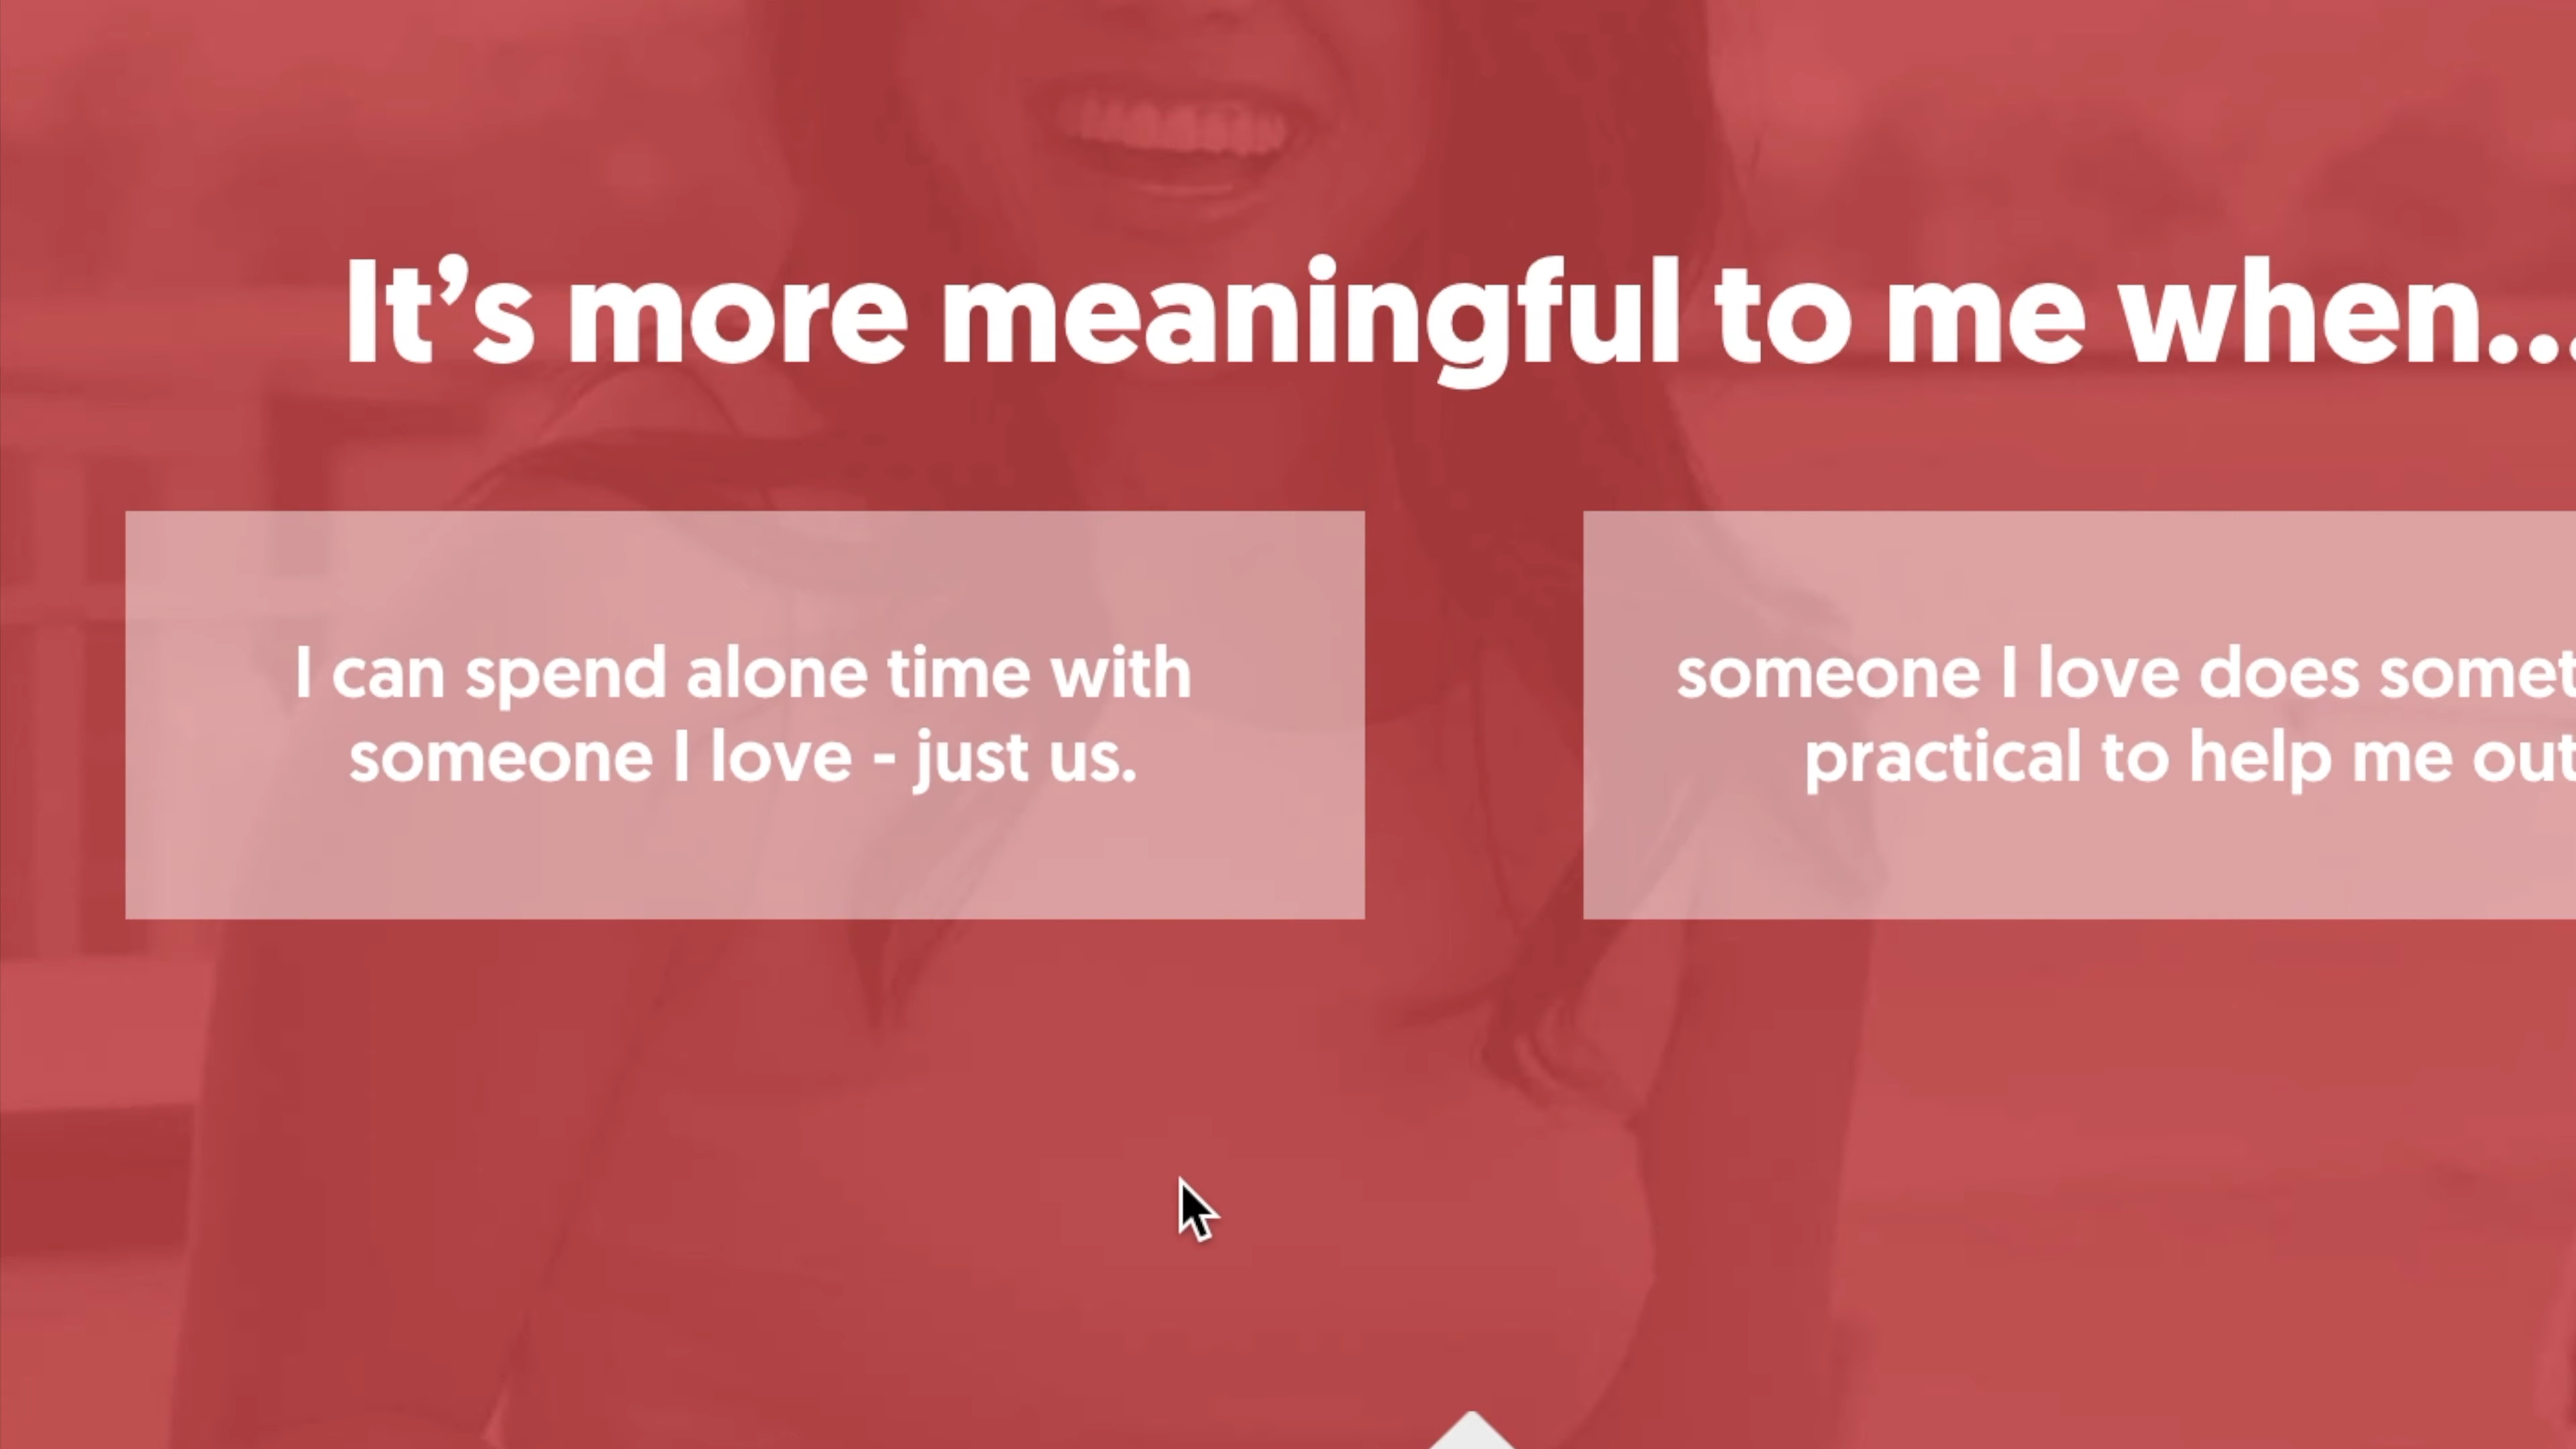 It’s more meaningful to me when...
I can spend alone time with
someone I love - just us.
someone I love does
practical to help me out